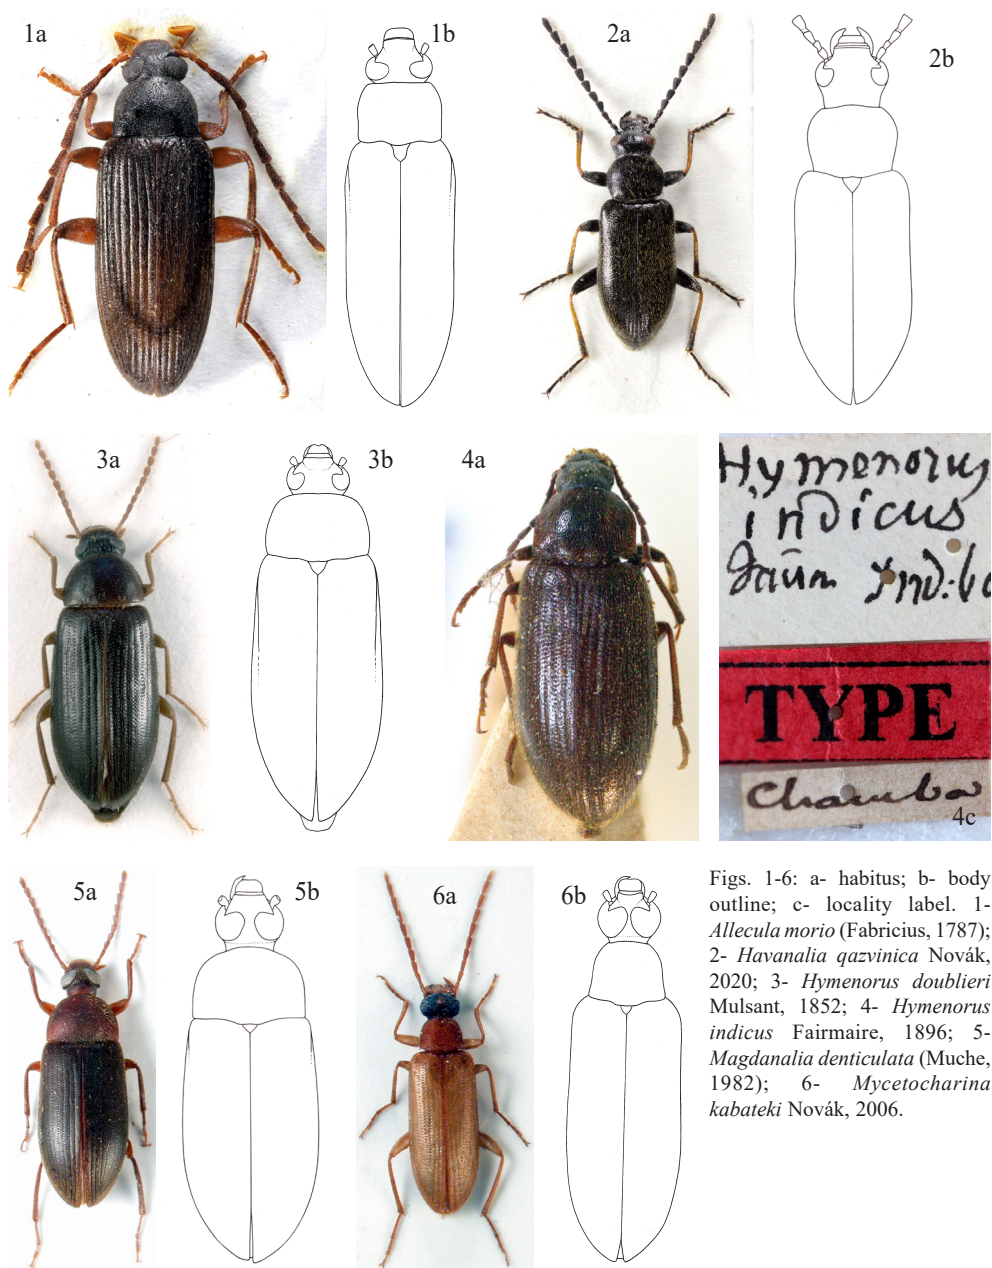 1a
1b
2a
2b
3a
3b
4a
Hymenorus
indicus
TYPE
Chamba
4c
5a
5b
6a
6b
Figs. 1-6: a- habitus; b- body
outline; c- locality label. 1-
Allecula morio (Fabricius, 1787);
2- Havanalia qazvinica Novák,
2020; 3- Hymenorus doublieri
Mulsant, 1852; 4- Hymenorus
indicus Fairmaire, 1896; 5-
Magdanalia denticulata (Muche,
1982); 6- Mycetocharina
kabateki Novák, 2006.